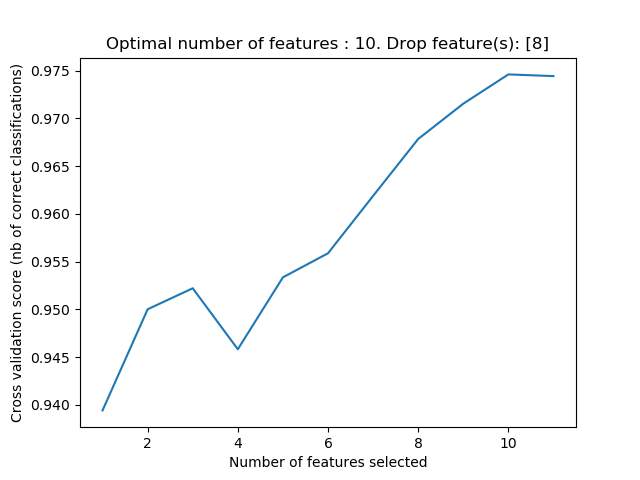 Optimal number of features : 10. Drop feature(s): [8]
Cross validation score (nb of correct classifications)
0.975
0.970
0.965
0.960
0.955
0.950
0.945
0.940
2 4 6 8 10
Number of features selected